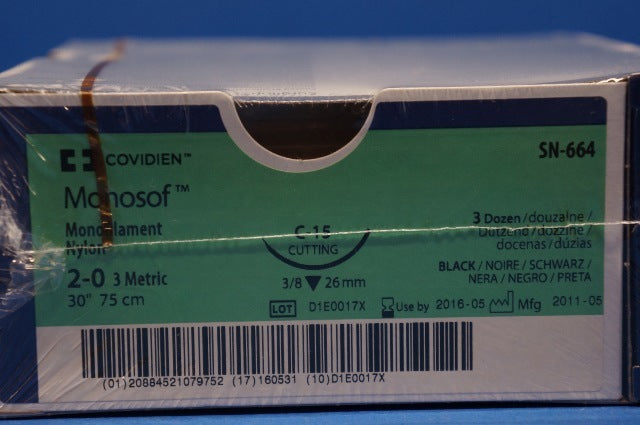 COVIDIEN™
SN-664
Monosof™
Monofilament
Nylon
C-15
CUTTING
3 Dozen/douzaine/
Dutzend/dozzine/
docenas/dúzias
2-0 3 Metric
30" 75 cm
3/8 ▼ 26 mm
BLACK/NOIRE/SCHWARZ/
NERA/NEGRO/PRETA
LOT D1E0017X Use by 2016-05 Mfg 2011-05
(01)20884521079752 (17)160531 (10)D1E0017X